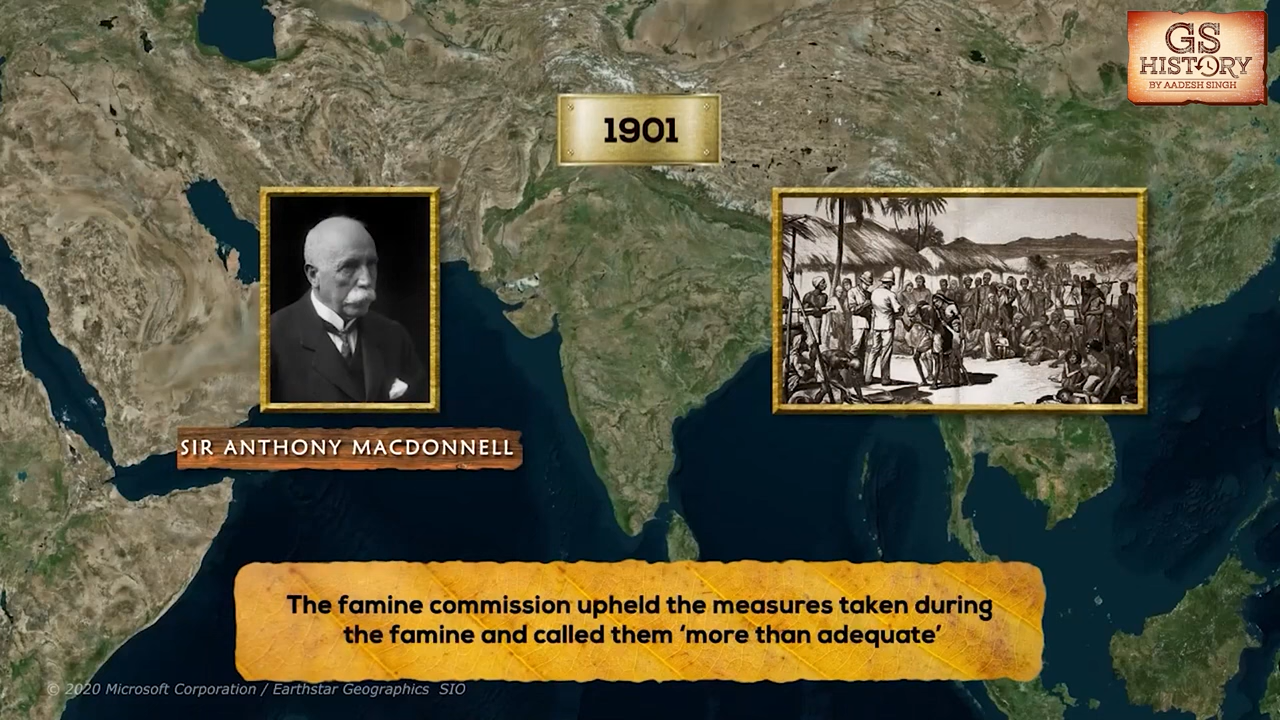 GS
HISTORY
BY AADESH SINGH
1901
SIR ANTHONY MACDONNELL
The famine commission upheld the measures taken during
the famine and called them ‘more than adequate’
© 2020 Microsoft Corporation / Earthstar Geographics SIO